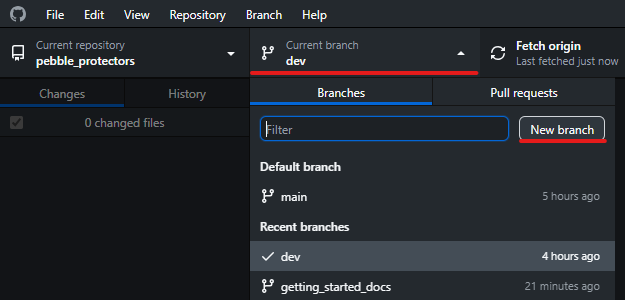 File Edit View Repository Branch Help
Current repository
pebble_protectors
Current branch
dev
Fetch origin
Last fetched just now
Changes History
0 changed files
Branches Pull requests
Filter New branch
Default branch
main 5 hours ago
Recent branches
dev 4 hours ago
getting_started_docs 21 minutes ago